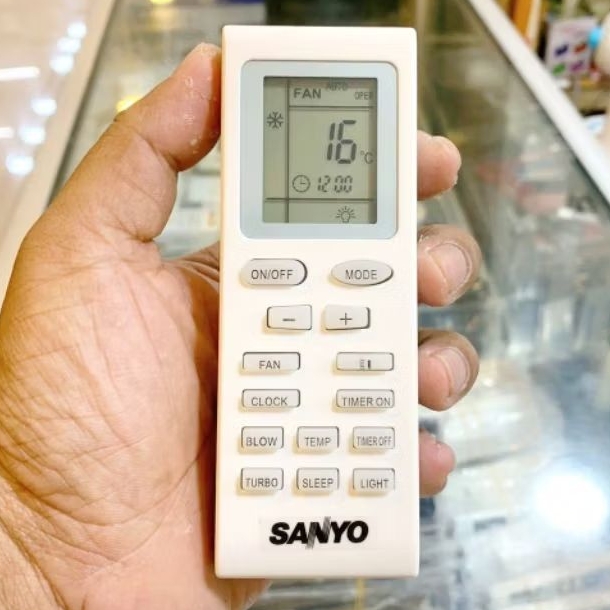 FAN AUTO OPER
16 °C
12:00
ON/OFF MODE
− +
FAN
CLOCK TIMER ON
BLOW TEMP TIMER OFF
TURBO SLEEP LIGHT
SANYO